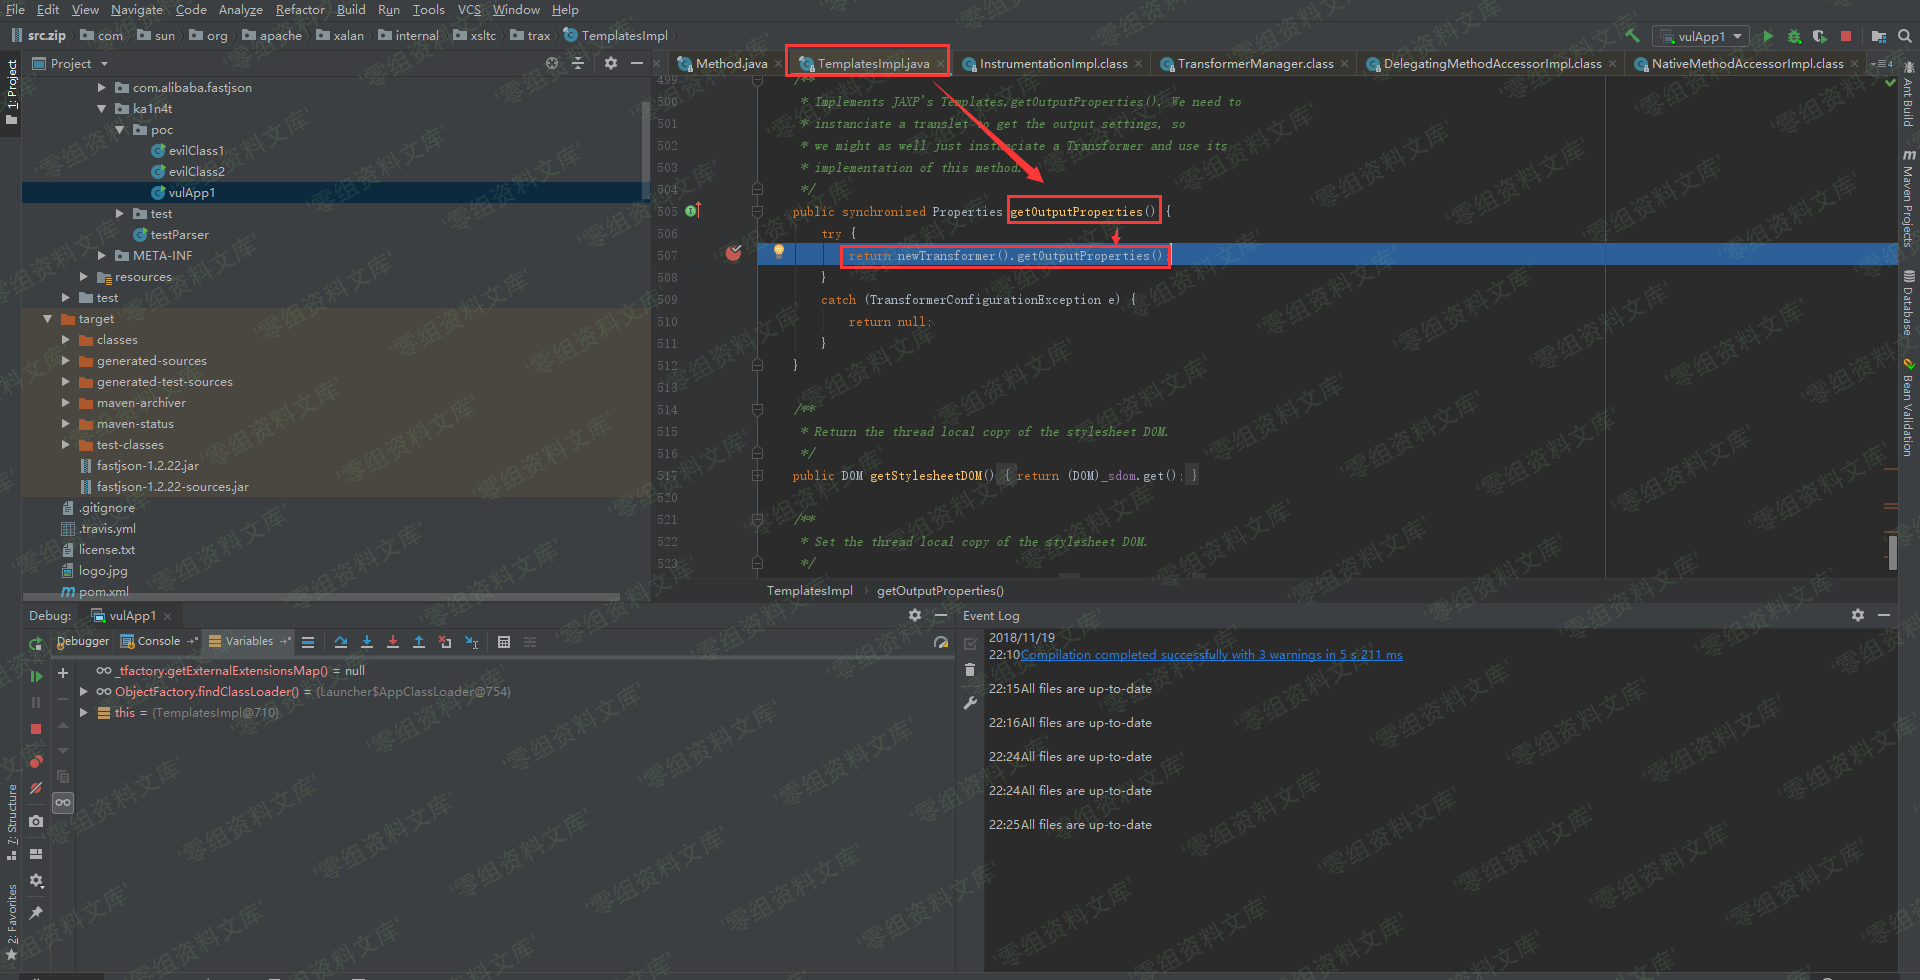 File Edit View Navigate Code Analyze Refactor Build Run Tools VCS Window Help
src.zip com sun org apache xalan internal xsltc trax TemplatesImpl
vulApp1
1: Project
Project
Method.java TemplatesImpl.java InstrumentationImpl.class TransformerManager.class DelegatingMethodAccessorImpl.class NativeMethodAccessorImpl.class
com.alibaba.fastjson
ka1n4t
poc
evilClass1
evilClass2
vulApp1
test
testParser
META-INF
resources
test
target
classes
generated-sources
generated-test-sources
maven-archiver
maven-status
test-classes
fastjson-1.2.22.jar
fastjson-1.2.22-sources.jar
.gitignore
.travis.yml
license.txt
logo.jpg
pom.xml
499 /**
500 * Implements JAXP's Templates.getOutputProperties(). We need to
501 * instanciate a translet to get the output settings, so
502 * we might as well just instanciate a Transformer and use its
503 * implementation of this method.
504 */
505 public synchronized Properties getOutputProperties() {
506 try {
507 return newTransformer().getOutputProperties();
508 }
509 catch (TransformerConfigurationException e) {
510 return null;
511 }
512 }
513
514 /**
515 * Return the thread local copy of the stylesheet DOM.
516 */
517 public DOM getStylesheetDOM() { return (DOM)_sdom.get(); }
520
521 /**
522 * Set the thread local copy of the stylesheet DOM.
523 */
TemplatesImpl › getOutputProperties()
Ant Build
Maven Projects
Database
Bean Validation
Debug: vulApp1
Debugger Console Variables
_tfactory.getExternalExtensionsMap() = null
ObjectFactory.findClassLoader() = {Launcher$AppClassLoader@754}
this = {TemplatesImpl@710}
7: Structure
2: Favorites
Event Log
2018/11/19
22:10Compilation completed successfully with 3 warnings in 5 s 211 ms
22:15All files are up-to-date
22:16All files are up-to-date
22:24All files are up-to-date
22:24All files are up-to-date
22:25All files are up-to-date
'零组资料文库'